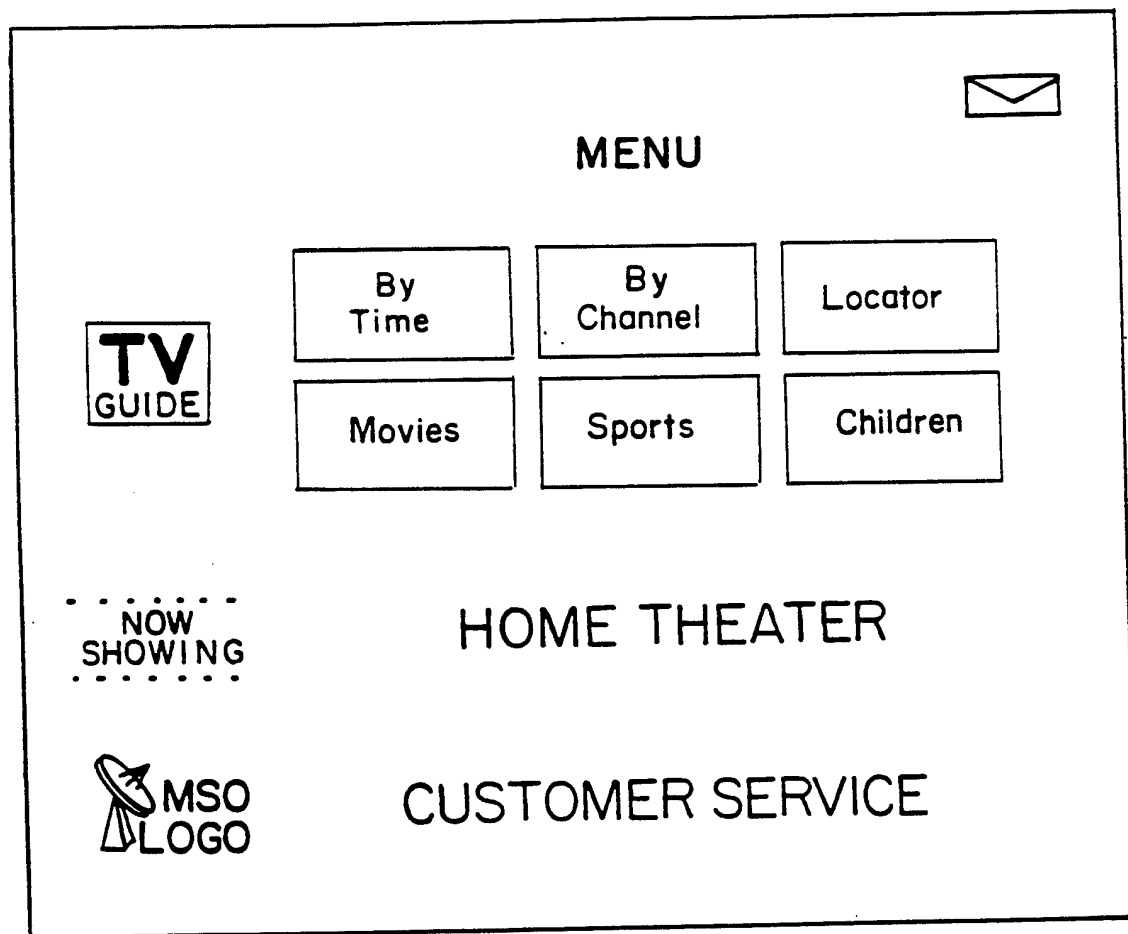 MENU
By
Time
By
Channel
Locator
TV
GUIDE
Movies
Sports
Children
NOW
SHOWING
HOME THEATER
MSO
LOGO
CUSTOMER SERVICE